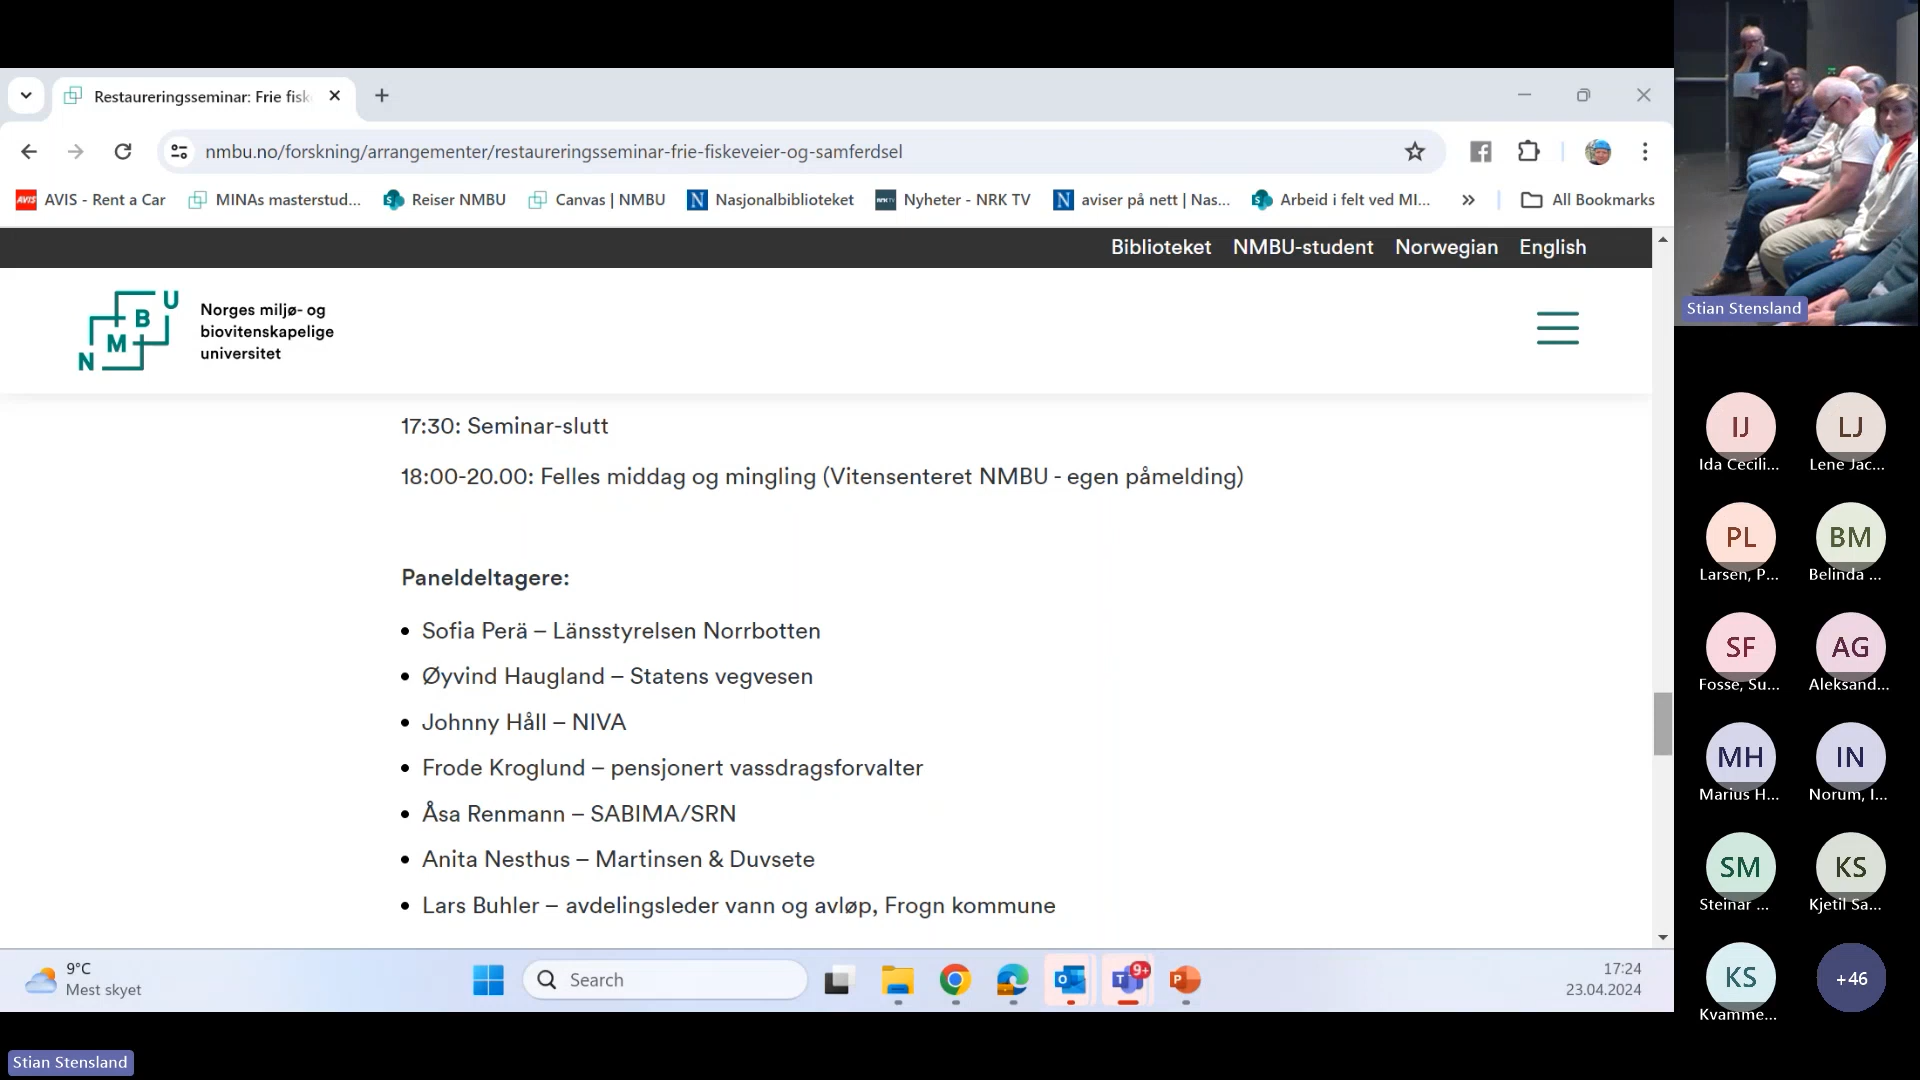 Restaureringsseminar: Frie fisk
nmbu.no/forskning/arrangementer/restaureringsseminar-frie-fiskeveier-og-samferdsel
AVIS - Rent a Car
MINAs masterstud...
Reiser NMBU
Canvas | NMBU
Nasjonalbiblioteket
Nyheter - NRK TV
aviser på nett | Nas...
Arbeid i felt ved MI...
All Bookmarks
Biblioteket NMBU-student Norwegian English
N M B U
Norges miljø- og
biovitenskapelige
universitet
17:30: Seminar-slutt
18:00-20.00: Felles middag og mingling (Vitensenteret NMBU - egen påmelding)
Paneldeltagere:
• Sofia Perä – Länsstyrelsen Norrbotten
• Øyvind Haugland – Statens vegvesen
• Johnny Håll – NIVA
• Frode Kroglund – pensjonert vassdragsforvalter
• Åsa Renmann – SABIMA/SRN
• Anita Nesthus – Martinsen & Duvsete
• Lars Buhler – avdelingsleder vann og avløp, Frogn kommune
9°C
Mest skyet
Search
9+
17:24
23.04.2024
Stian Stensland
Stian Stensland
IJ LJ
Ida Cecili... Lene Jac...
PL BM
Larsen, P... Belinda ...
SF AG
Fosse, Su... Aleksand...
MH IN
Marius H... Norum, I...
SM KS
Steinar ... Kjetil Sa...
KS +46
Kvamme...